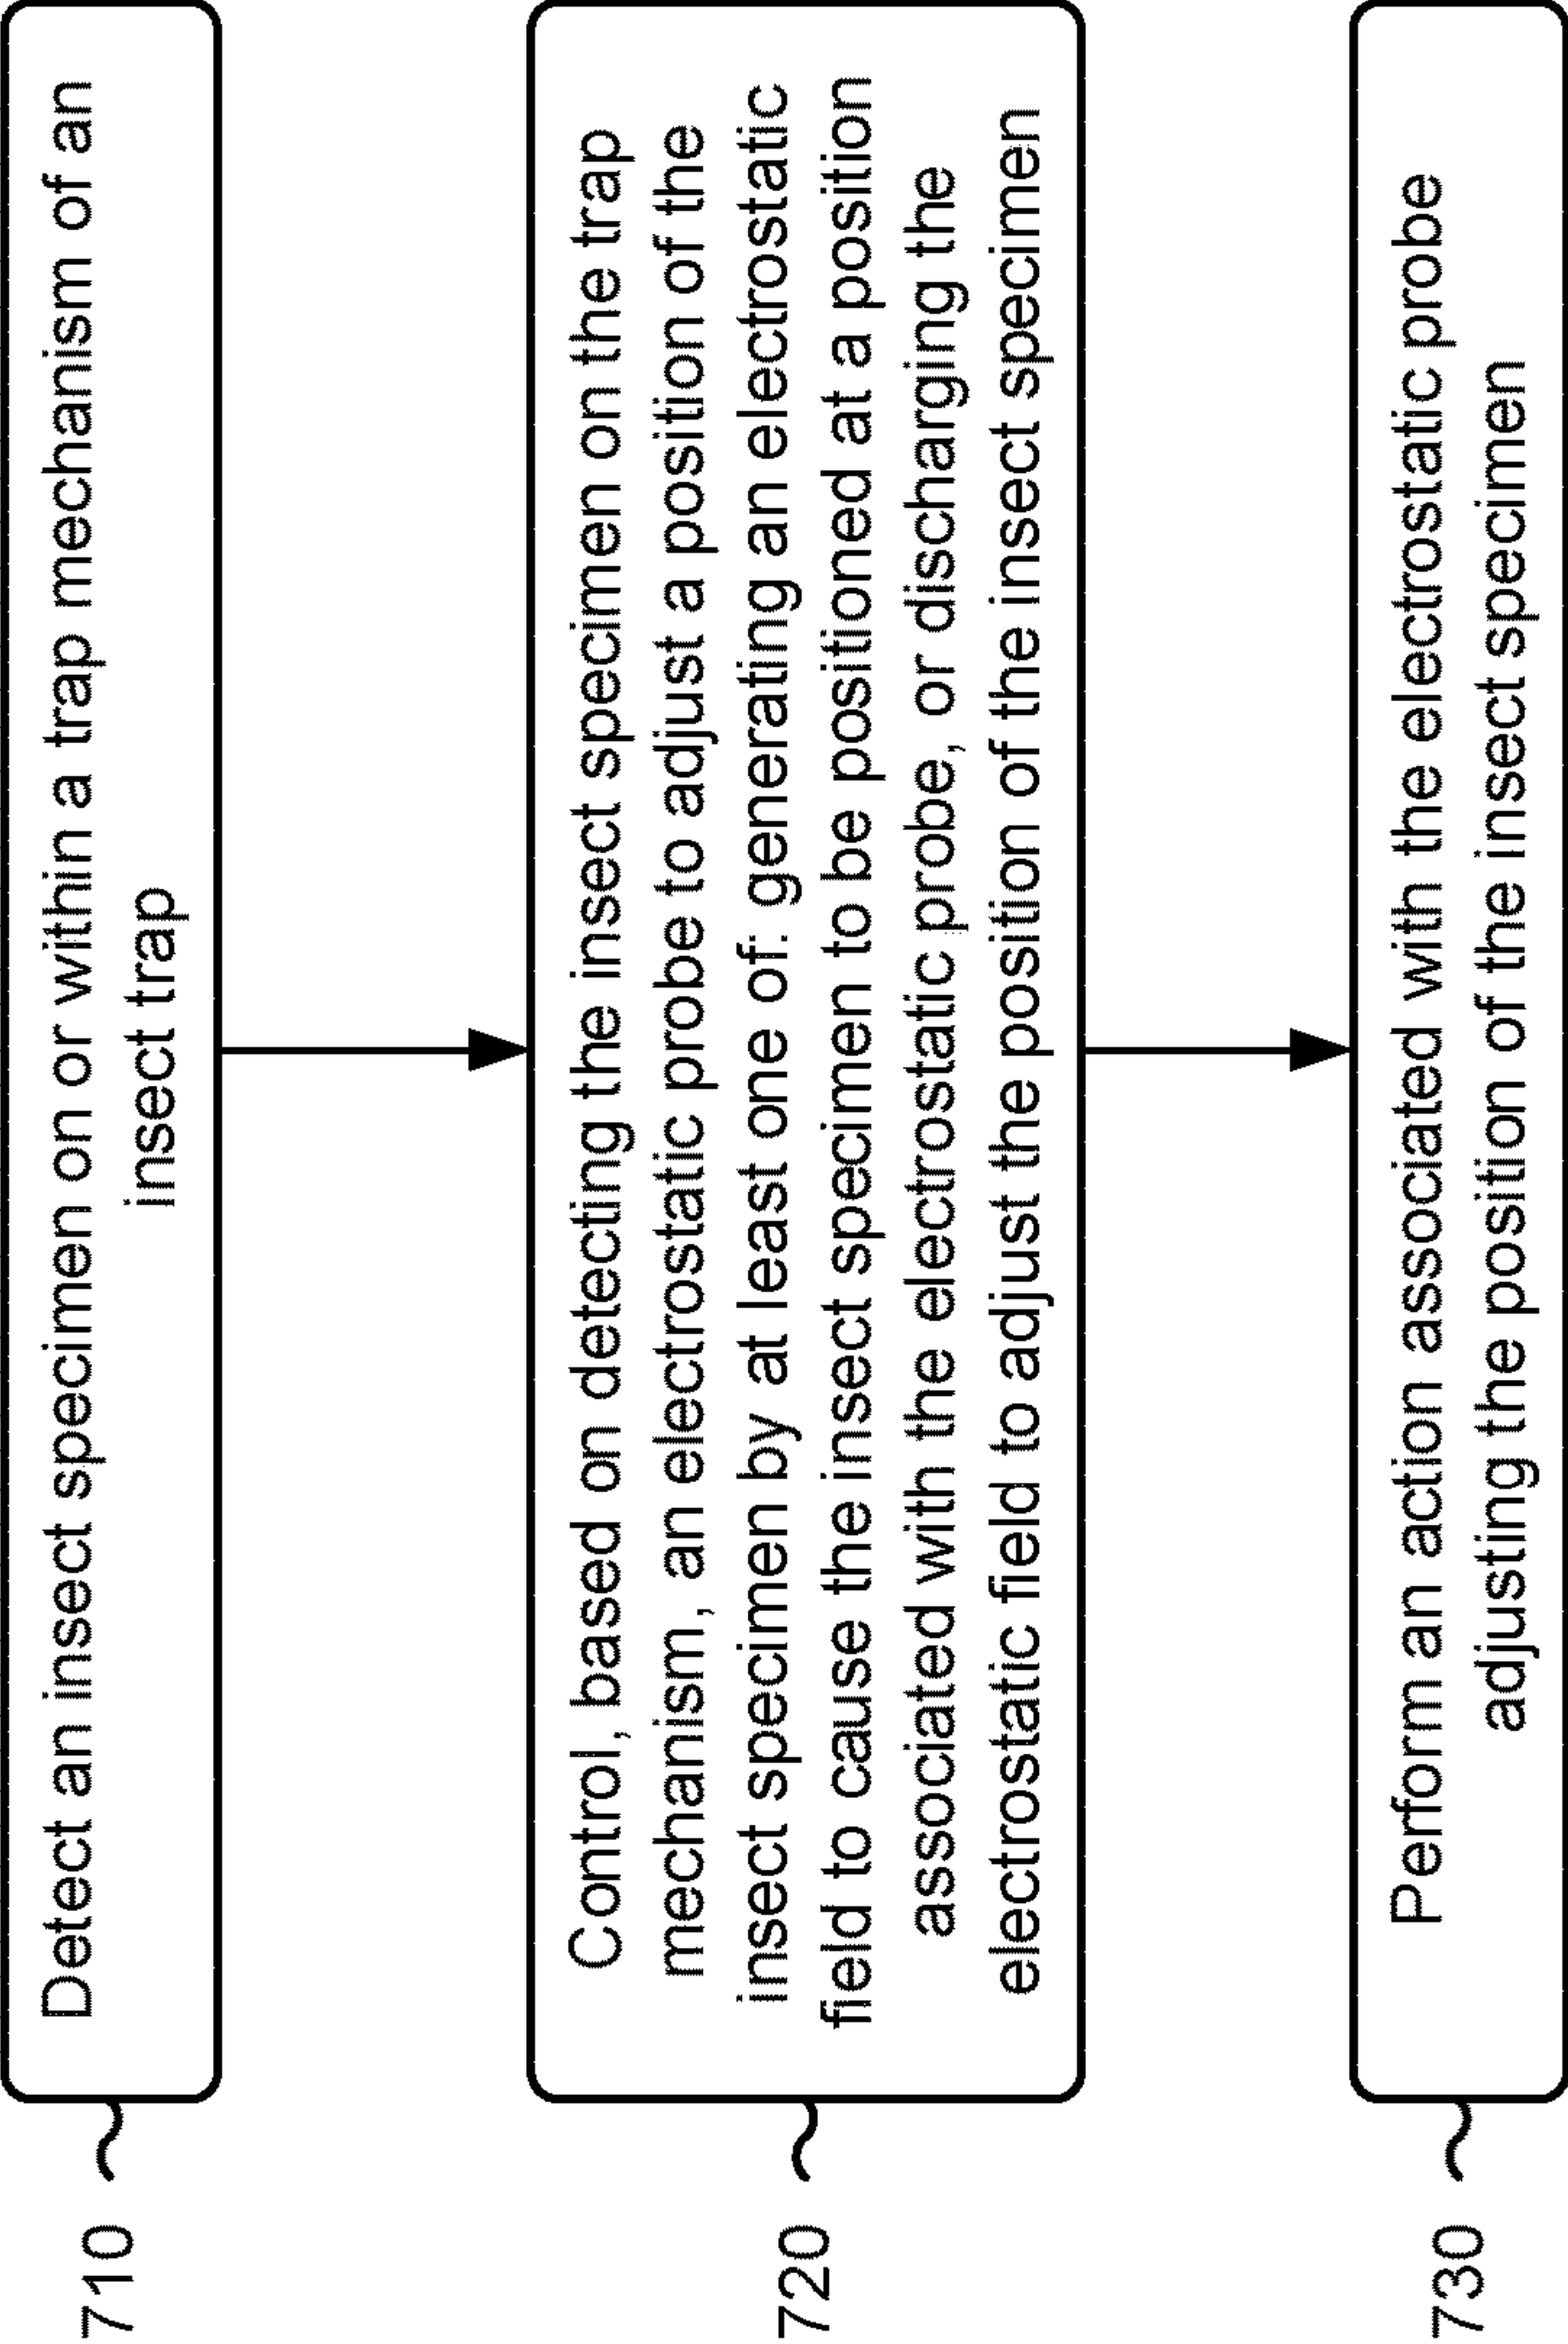 710
Detect an insect specimen on or within a trap mechanism of an
insect trap
720
Control, based on detecting the insect specimen on the trap
mechanism, an electrostatic probe to adjust a position of the
insect specimen by at least one of: generating an electrostatic
field to cause the insect specimen to be positioned at a position
associated with the electrostatic probe, or discharging the
electrostatic field to adjust the position of the insect specimen
730
Perform an action associated with the electrostatic probe
adjusting the position of the insect specimen